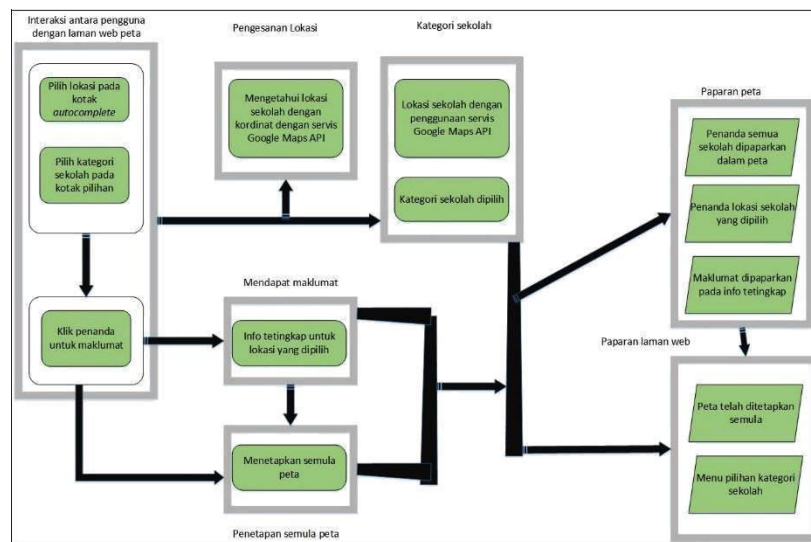 Interaksi antara pengguna
dengan laman web peta
Pilih lokasi pada
kotak
autocomplete
Pilih kategori
sekolah pada
kotak pilihan
Klik penanda
untuk maklumat
Pengesanan Lokasi
Mengetahui lokasi
sekolah dengan
kordinat dengan servis
Google Maps API
Kategori sekolah
Lokasi sekolah dengan
penggunaan servis
Google Maps API
Kategori sekolah dipilih
Mendapat maklumat
Info tetingkap untuk
lokasi yang dipilih
Menetapkan semula
peta
Penetapan semula peta
Paparan peta
Penanda semua
sekolah dipaparkan
dalam peta
Penanda lokasi sekolah
yang dipilih
Maklumat dipaparkan
pada info tetingkap
Paparan laman web
Peta telah ditetapkan
semula
Menu pilihan kategori
sekolah